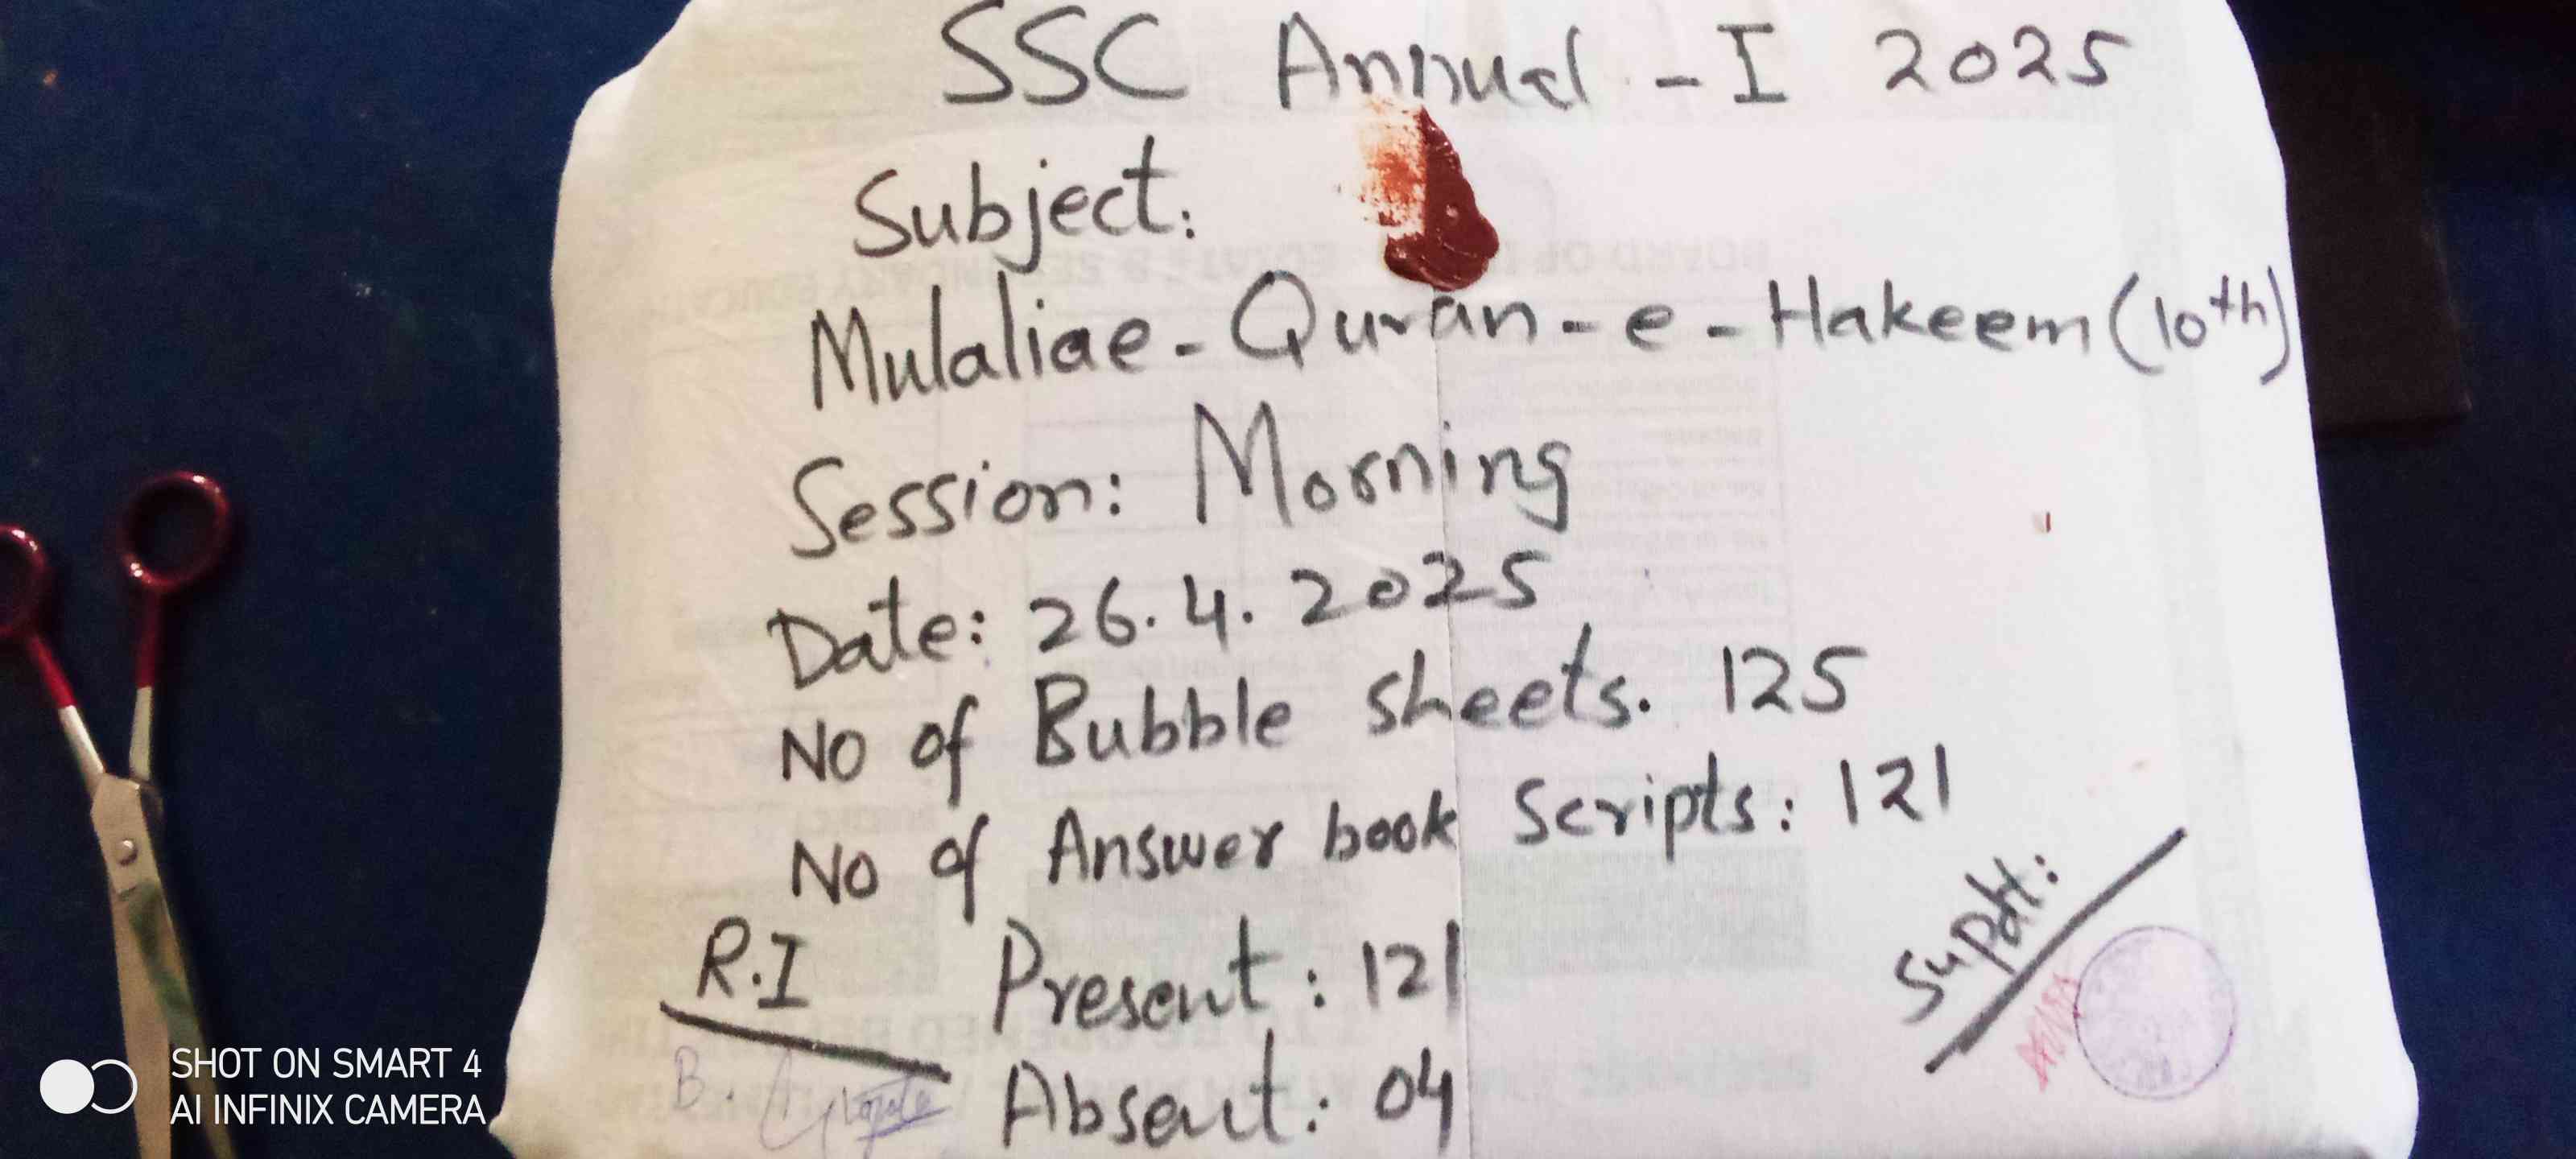 SSC Annual - I 2025
Subject:
Mulaliae - Quran - e - Hakeem (10th)
Session: Morning
Date: 26.4.2025
NO of Bubble sheets. 125
NO of Answer book Scripts: 121
R.I
Present: 121
Absent: 04
Supdt:
SHOT ON SMART 4
AI INFINIX CAMERA